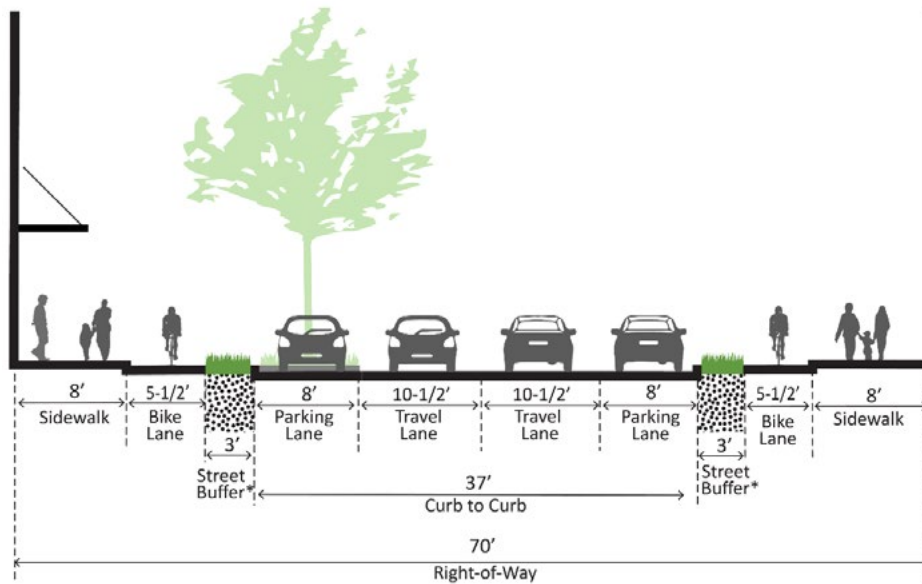 8’ 5-1/2’ 8’ 10-1/2’ 10-1/2’ 8’ 5-1/2’ 8’
Sidewalk Bike Parking Travel Travel Parking Bike Sidewalk
Lane Lane Lane Lane Lane Lane
3’ 3’
Street Street
Buffer* Buffer*
37’
Curb to Curb
70’
Right-of-Way